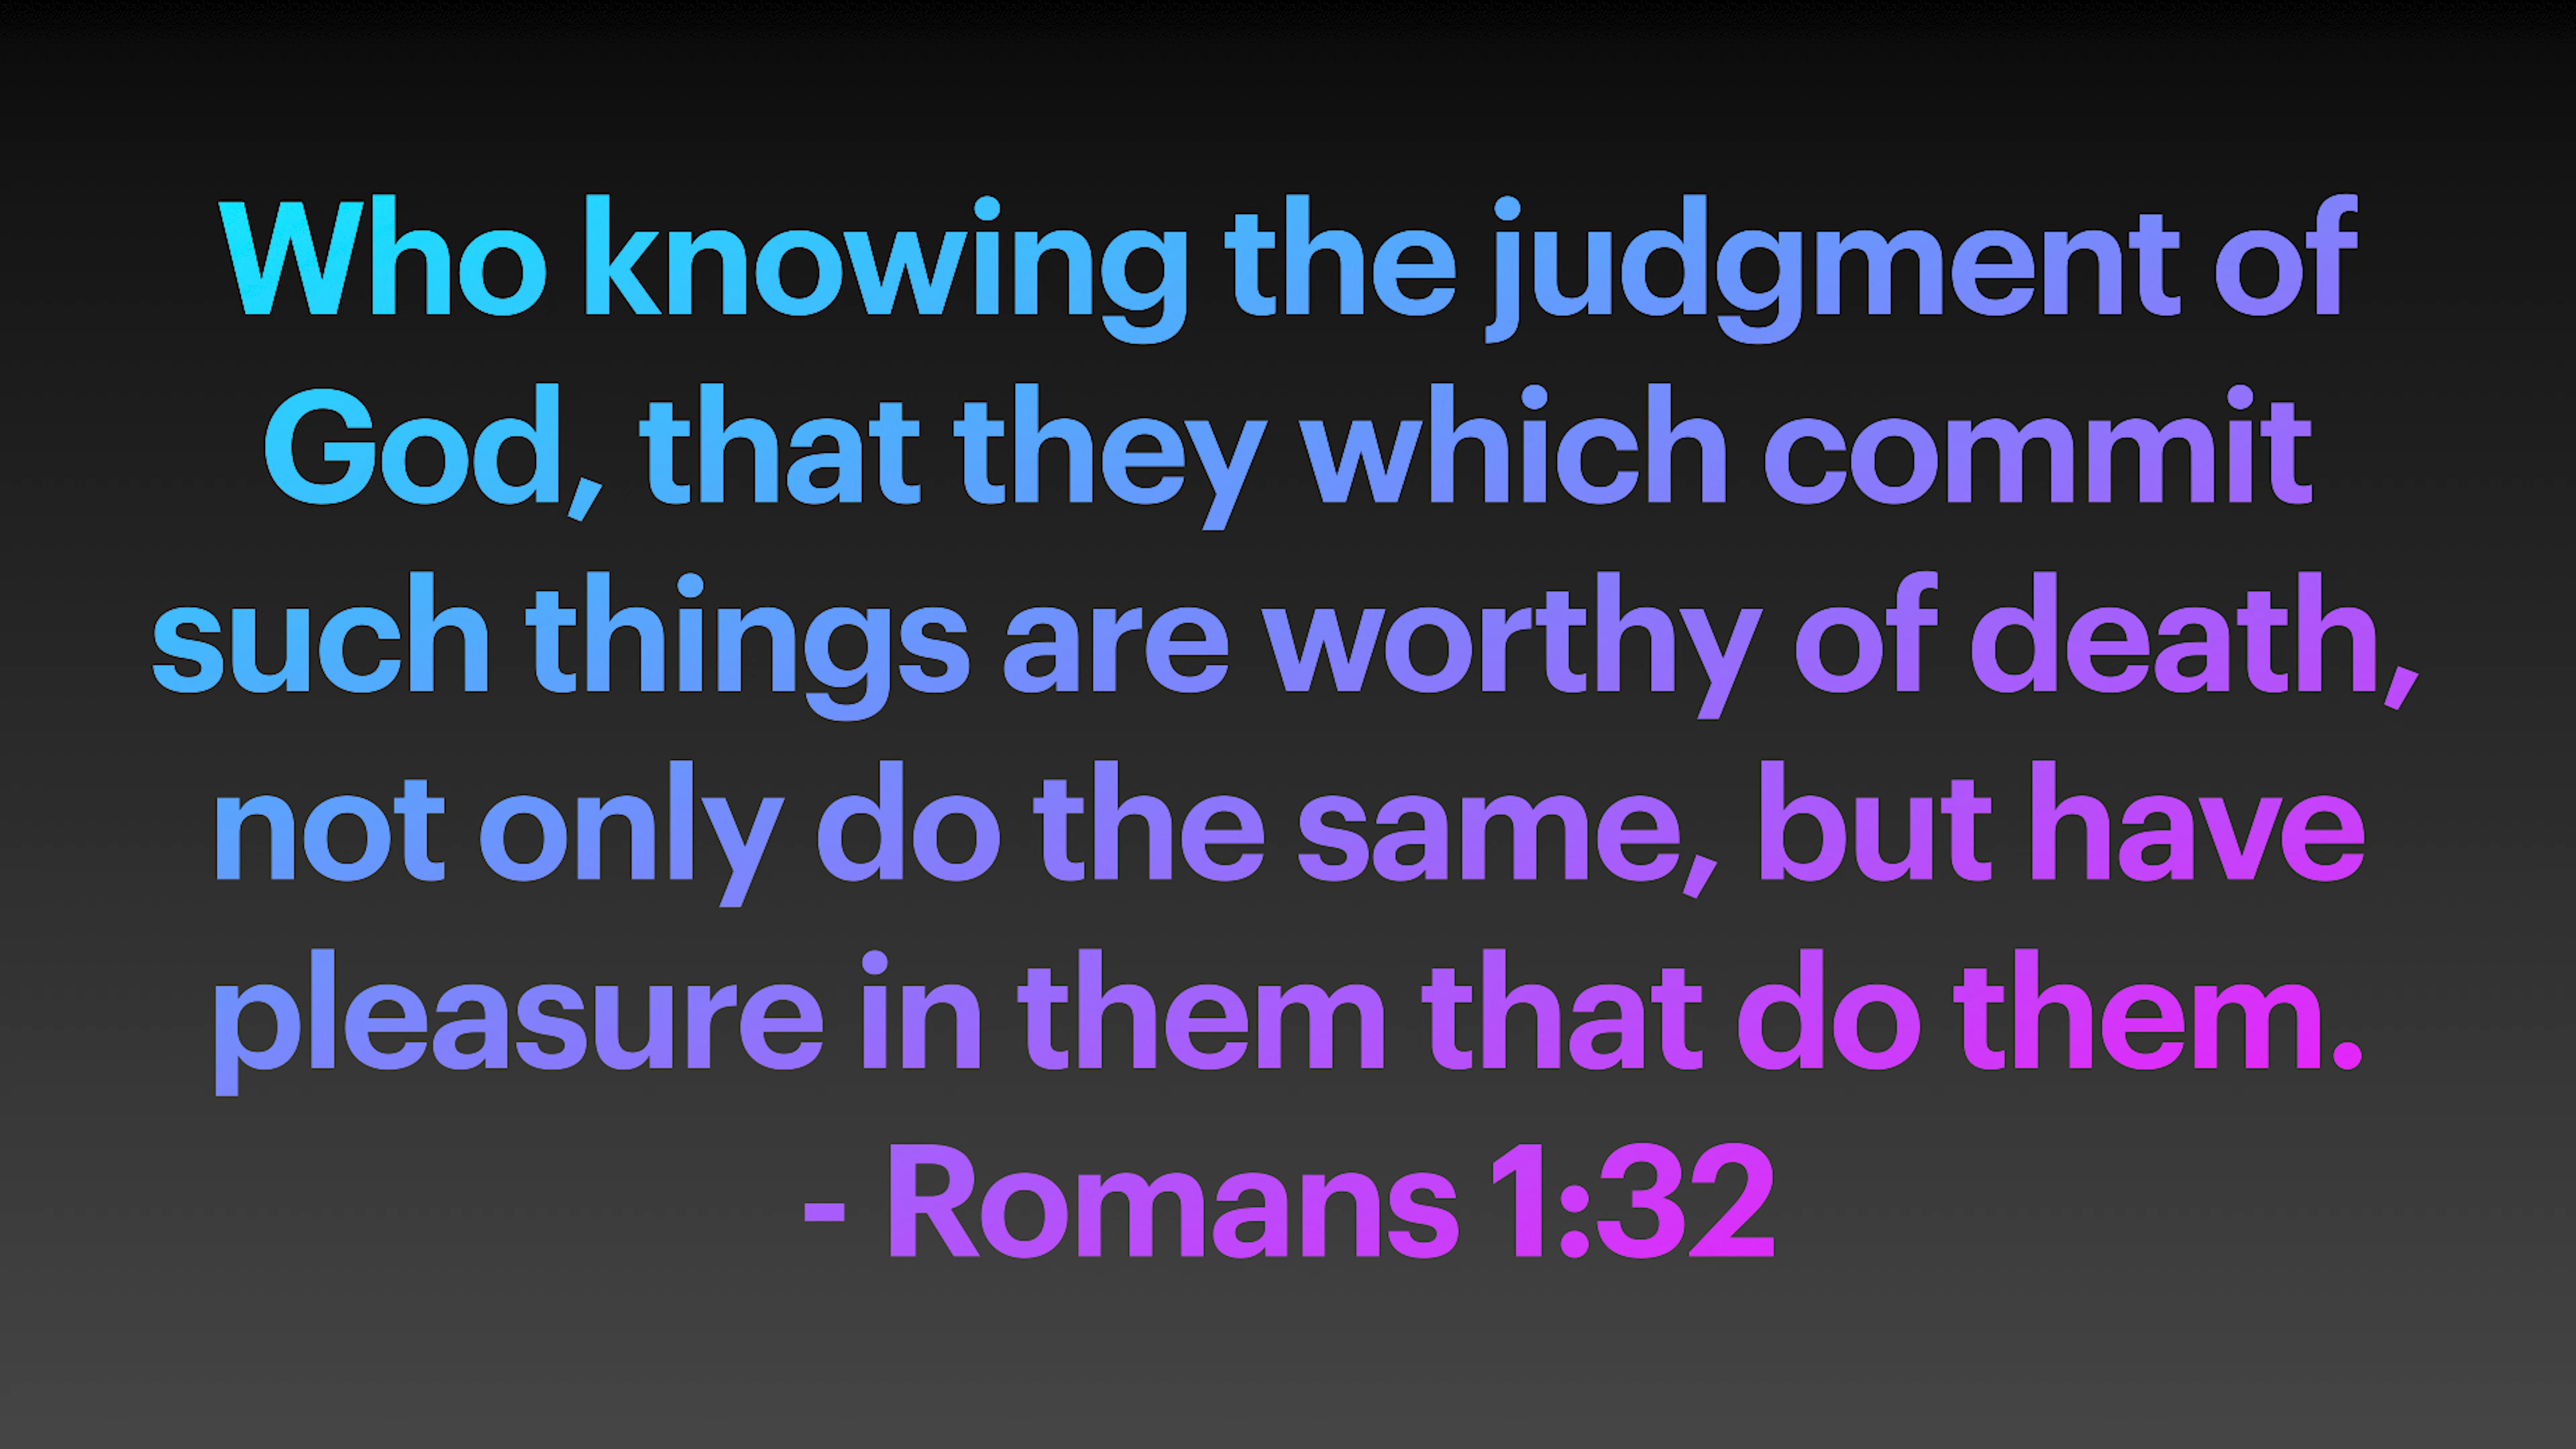 Who knowing the judgment of
God, that they which commit
such things are worthy of death,
not only do the same, but have
pleasure in them that do them.
- Romans 1:32